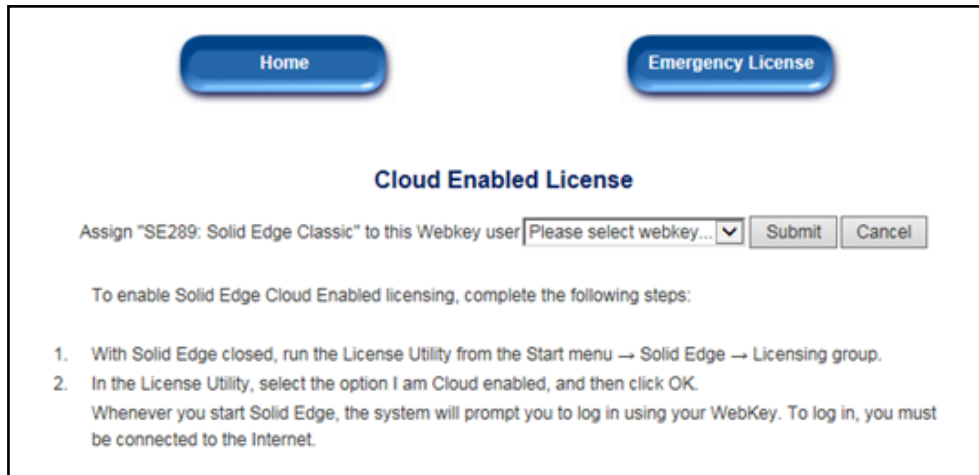 Home
Emergency License
Cloud Enabled License
Assign "SE289: Solid Edge Classic" to this Webkey user Please select webkey... Submit Cancel
To enable Solid Edge Cloud Enabled licensing, complete the following steps:
1. With Solid Edge closed, run the License Utility from the Start menu → Solid Edge → Licensing group.
2. In the License Utility, select the option I am Cloud enabled, and then click OK.
Whenever you start Solid Edge, the system will prompt you to log in using your WebKey. To log in, you must
be connected to the Internet.